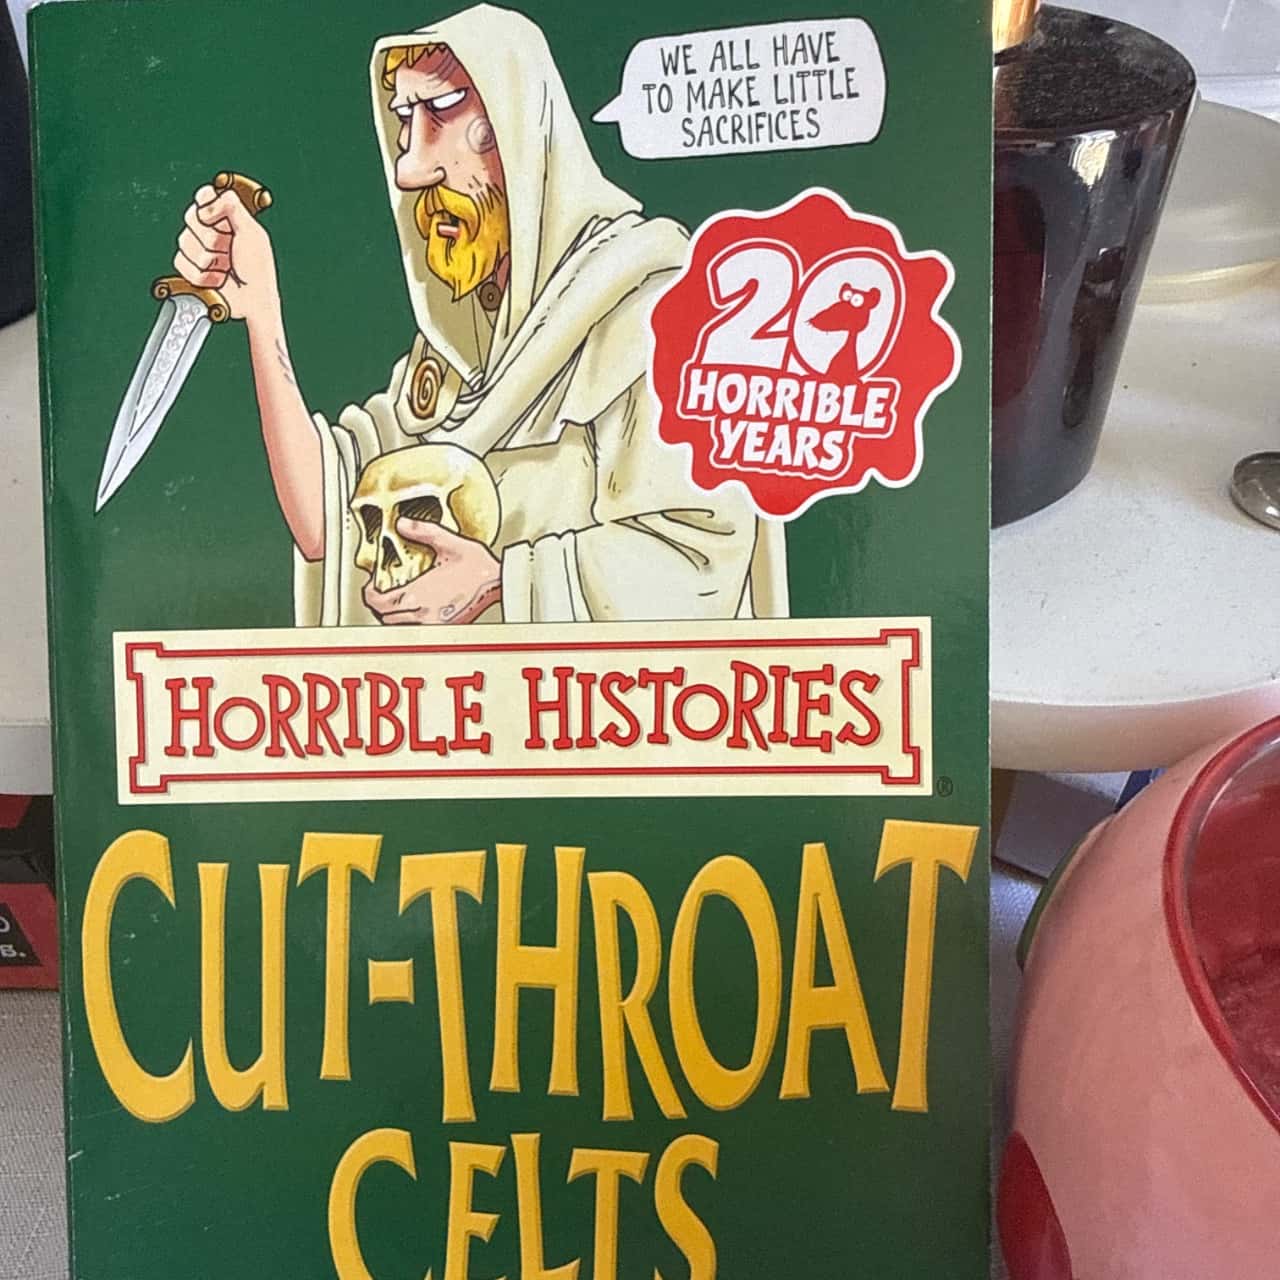 WE ALL HAVE
TO MAKE LITTLE
SACRIFICES
20
HORRIBLE
YEARS
HORRIBLE HISTORIES
®
CUT-THROAT
CELTS